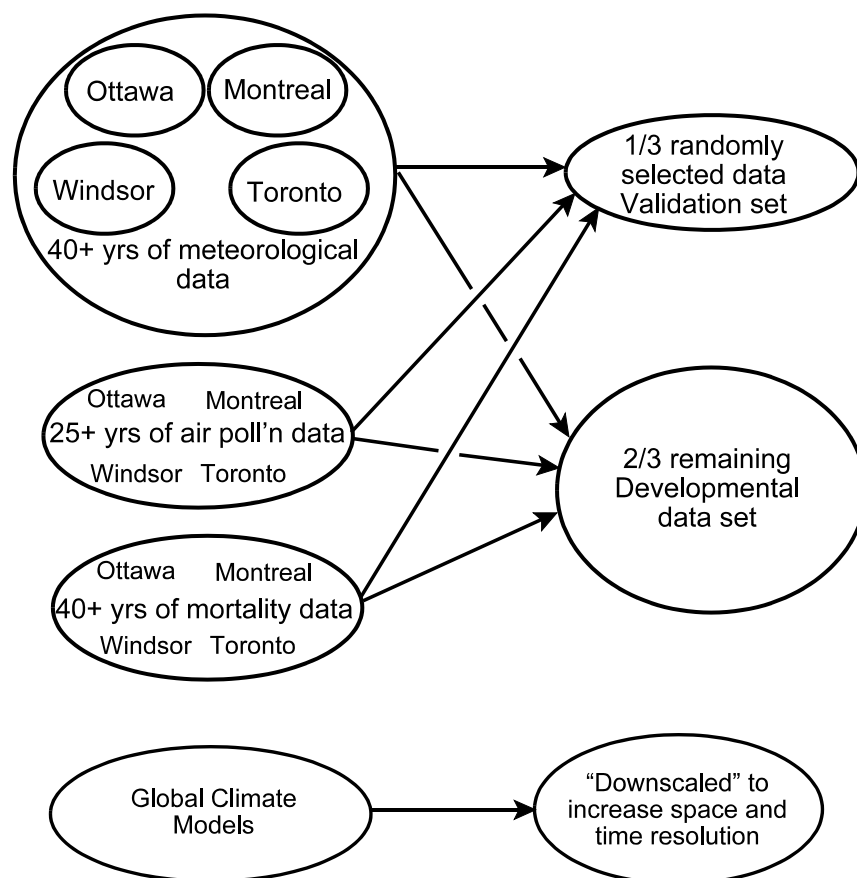 Ottawa
Montreal
Windsor
Toronto
40+ yrs of meteorological
data
1/3 randomly
selected data
Validation set
Ottawa
Montreal
25+ yrs of air poll’n data
Windsor
Toronto
2/3 remaining
Developmental
data set
Ottawa
Montreal
40+ yrs of mortality data
Windsor
Toronto
Global Climate
Models
“Downscaled” to
increase space and
time resolution